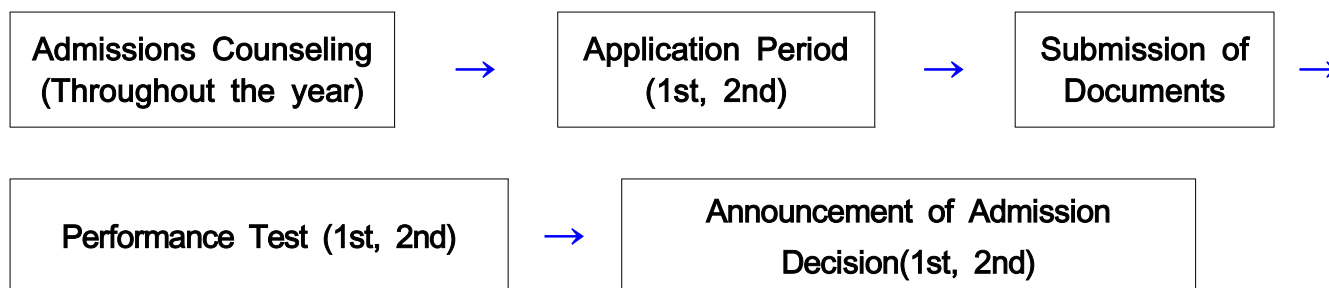 Admissions Counseling
(Throughout the year)
→
Application Period
(1st, 2nd)
→
Submission of
Documents
→
Performance Test (1st, 2nd)
→
Announcement of Admission
Decision(1st, 2nd)